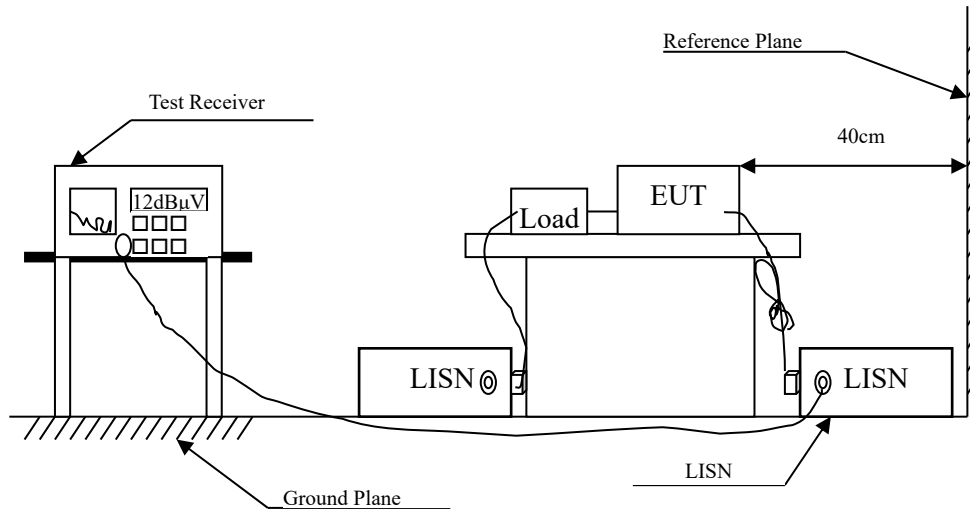 Reference Plane
Test Receiver
40cm
12dBµV
Load
EUT
LISN
LISN
LISN
Ground Plane